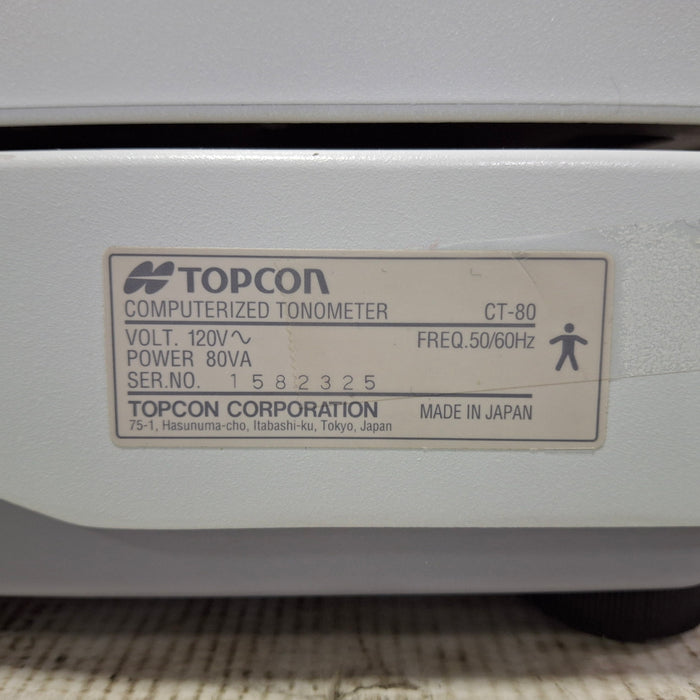 TOPCON
COMPUTERIZED TONOMETER CT-80
VOLT. 120V～ FREQ.50/60Hz
POWER 80VA
SER.NO. 1582325
TOPCON CORPORATION MADE IN JAPAN
75-1, Hasunuma-cho, Itabashi-ku, Tokyo, Japan